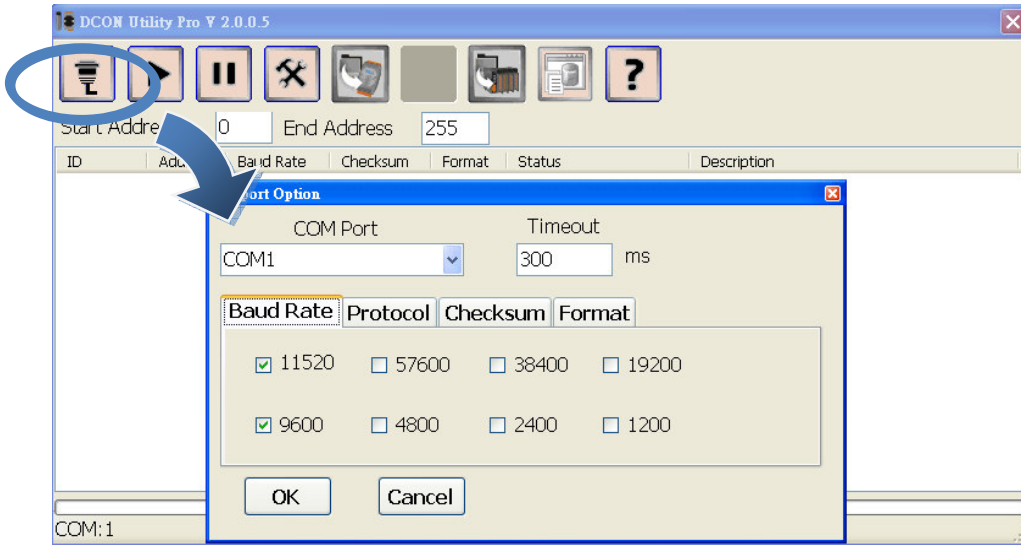 DCON Utility Pro V 2.0.0.5
Start Addre 0 End Address 255
ID Add Baud Rate Checksum Format Status Description
port Option
COM Port Timeout
COM1 300 ms
Baud Rate Protocol Checksum Format
11520 57600 38400 19200
9600 4800 2400 1200
OK Cancel
COM:1